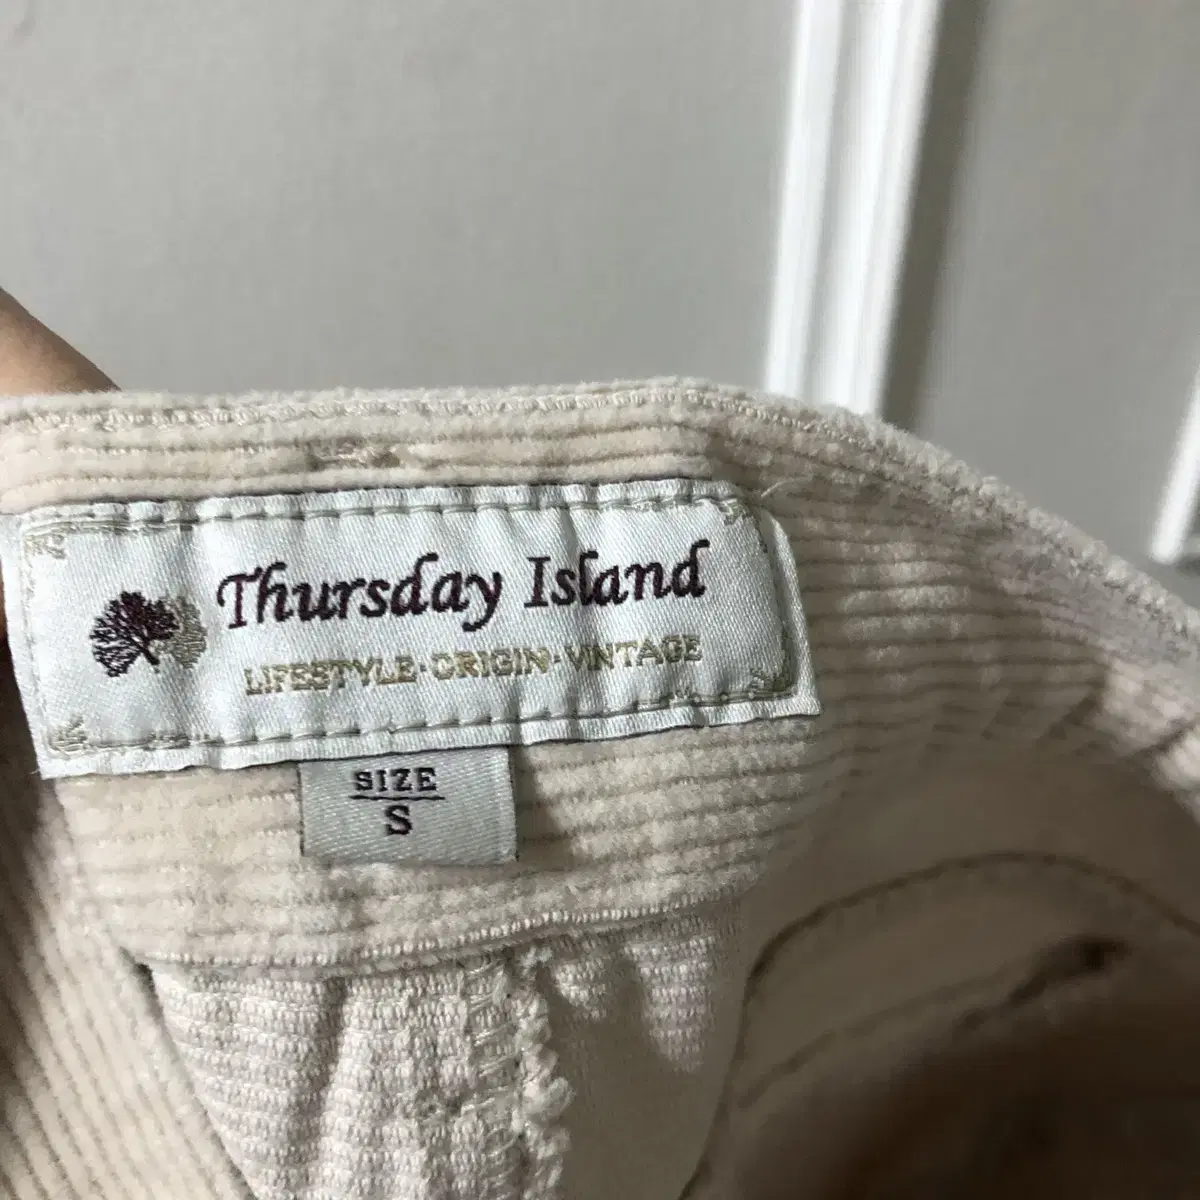 Thursday Island
LIFESTYLE·ORIGIN·VINTAGE
SIZE
S